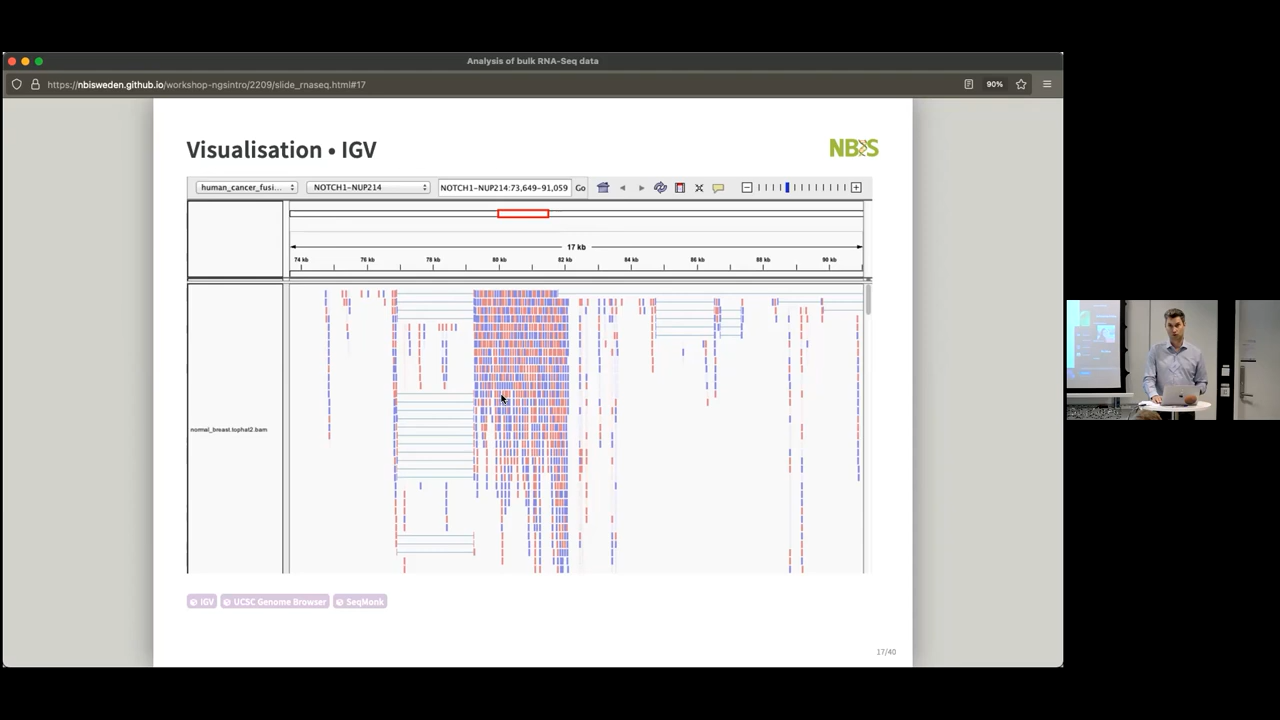 Analysis of bulk RNA-Seq data
https://nbisweden.github.io/workshop-ngsintro/2209/slide_rnaseq.html#17
90%
Visualisation • IGV
NBIS
human_cancer_fusi...
NOTCH1-NUP214
NOTCH1-NUP214:73,649-91,059
Go
17 kb
74 kb 76 kb 78 kb 80 kb 82 kb 84 kb 86 kb 88 kb 90 kb
normal_breast.tophat2.bam
IGV
UCSC Genome Browser
SeqMonk
17/40